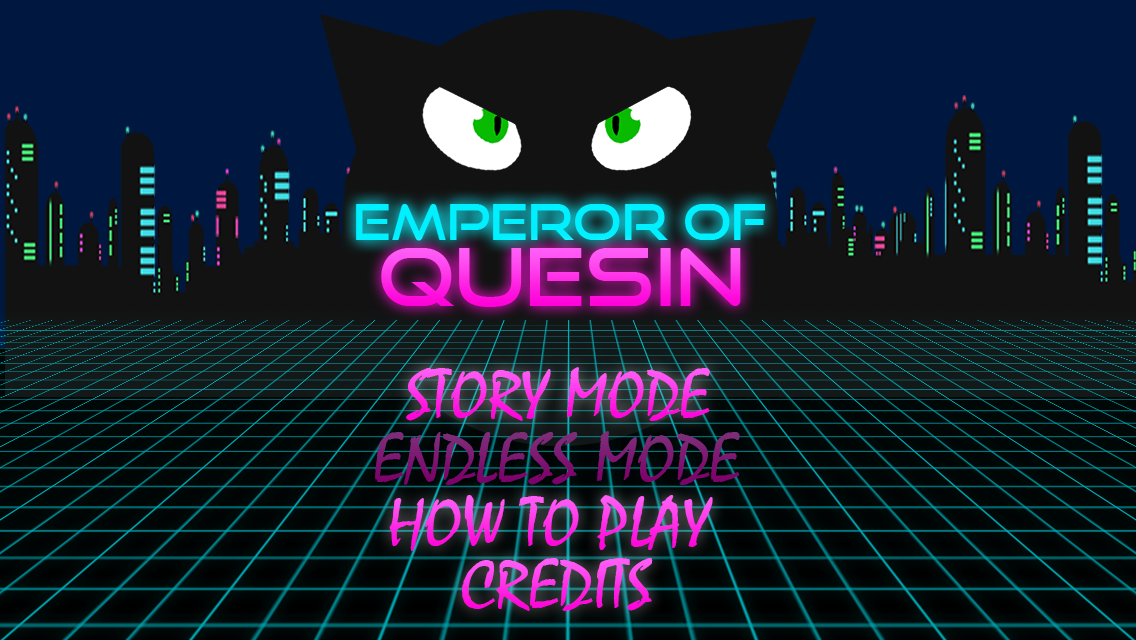 EMPEROR OF
QUESIN
STORY MODE
ENDLESS MODE
HOW TO PLAY
CREDITS